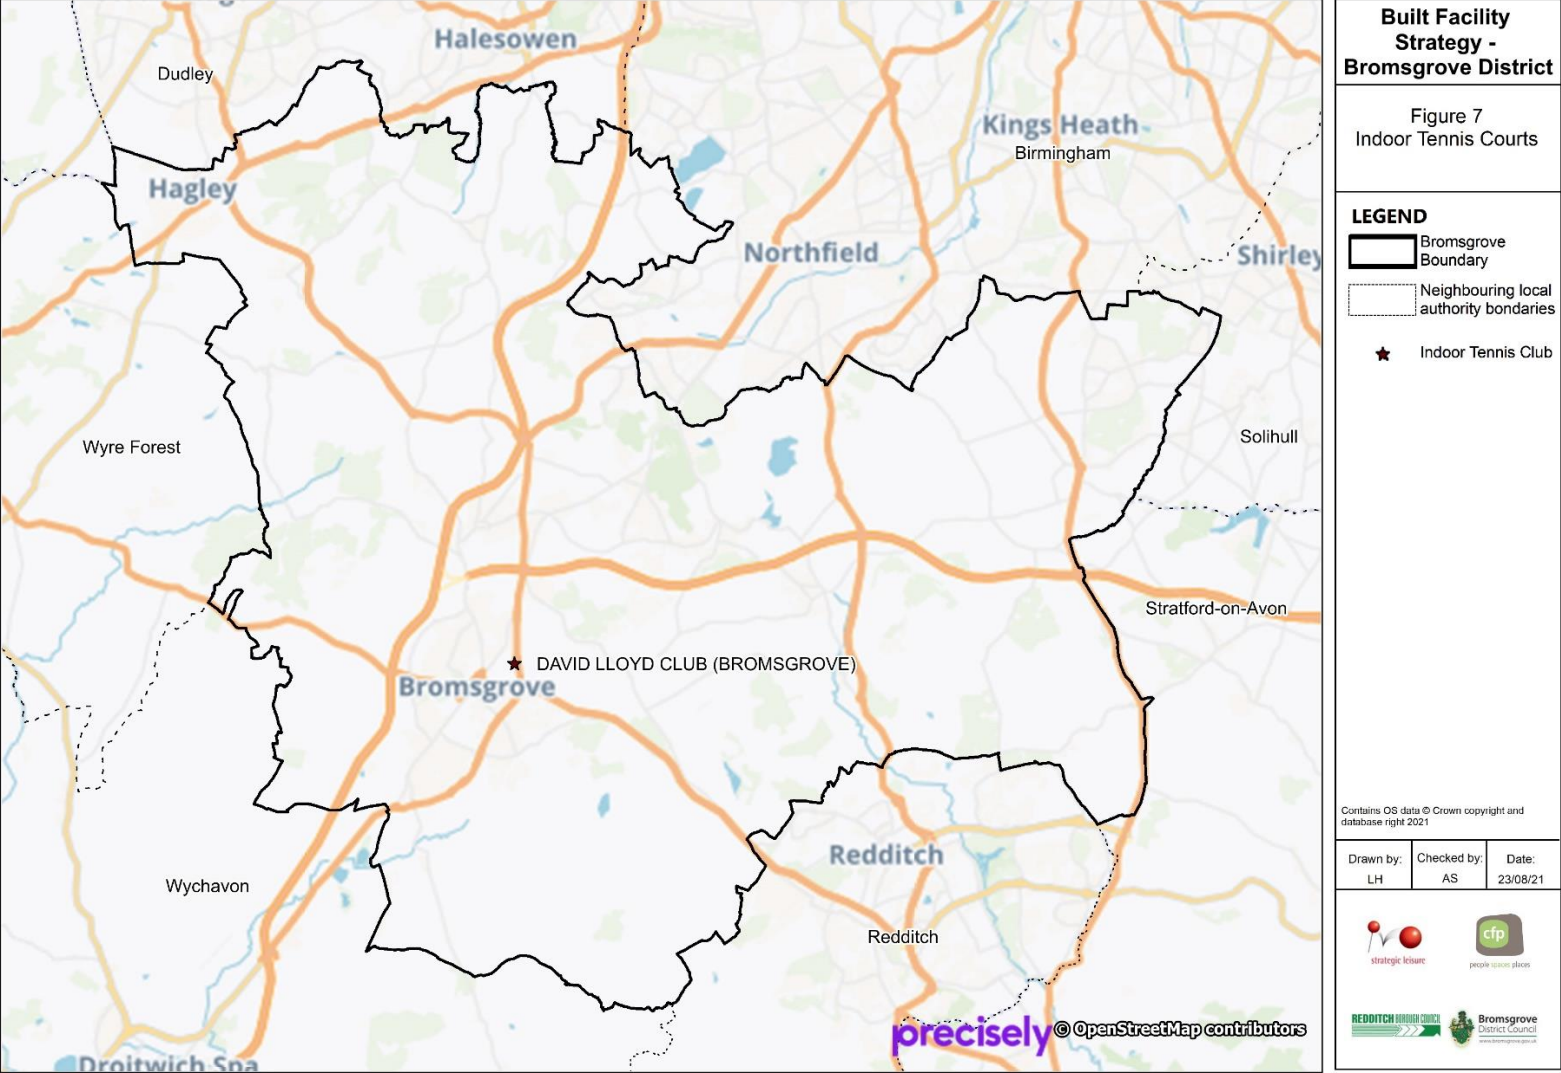 Halesowen
Dudley
Kings Heath
Birmingham
Hagley
Northfield
Shirley
Wyre Forest
Solihull
Stratford-on-Avon
DAVID LLOYD CLUB (BROMSGROVE)
Bromsgrove
Redditch
Wychavon
Redditch
precisely © OpenStreetMap contributors
Droitwich Spa
Built Facility
Strategy -
Bromsgrove District
Figure 7
Indoor Tennis Courts
LEGEND
Bromsgrove
Boundary
Neighbouring local
authority bondaries
Indoor Tennis Club
Contains OS data © Crown copyright and
database right 2021
Drawn by:
LH
Checked by:
AS
Date:
23/08/21
strategic leisure
cfp
people spaces places
REDDITCH BOROUGH COUNCIL
Bromsgrove
District Council
www.bromsgrove.gov.uk